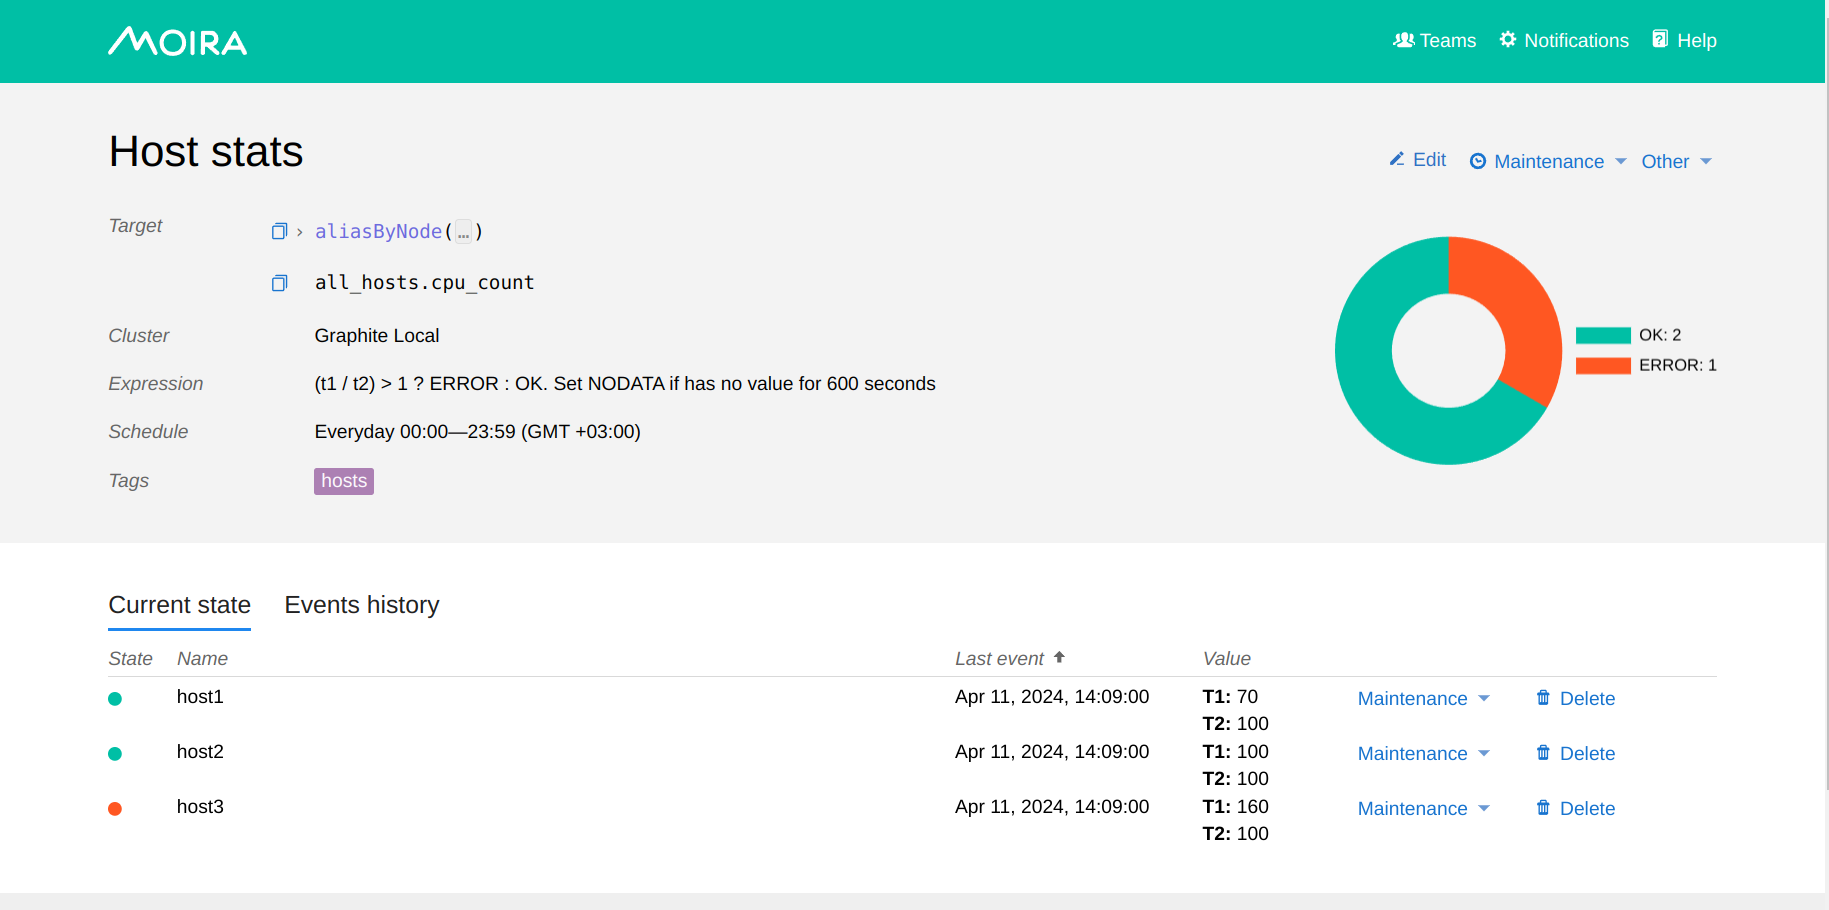 MOIRA
Teams
Notifications
Help
Host stats
Edit
Maintenance
Other
Target
aliasByNode(…)
all_hosts.cpu_count
Cluster
Graphite Local
Expression
(t1 / t2) > 1 ? ERROR : OK. Set NODATA if has no value for 600 seconds
Schedule
Everyday 00:00—23:59 (GMT +03:00)
Tags
hosts
OK: 2
ERROR: 1
Current state
Events history
State Name Last event Value
host1 Apr 11, 2024, 14:09:00 T1: 70 Maintenance Delete
T2: 100
host2 Apr 11, 2024, 14:09:00 T1: 100 Maintenance Delete
T2: 100
host3 Apr 11, 2024, 14:09:00 T1: 160 Maintenance Delete
T2: 100